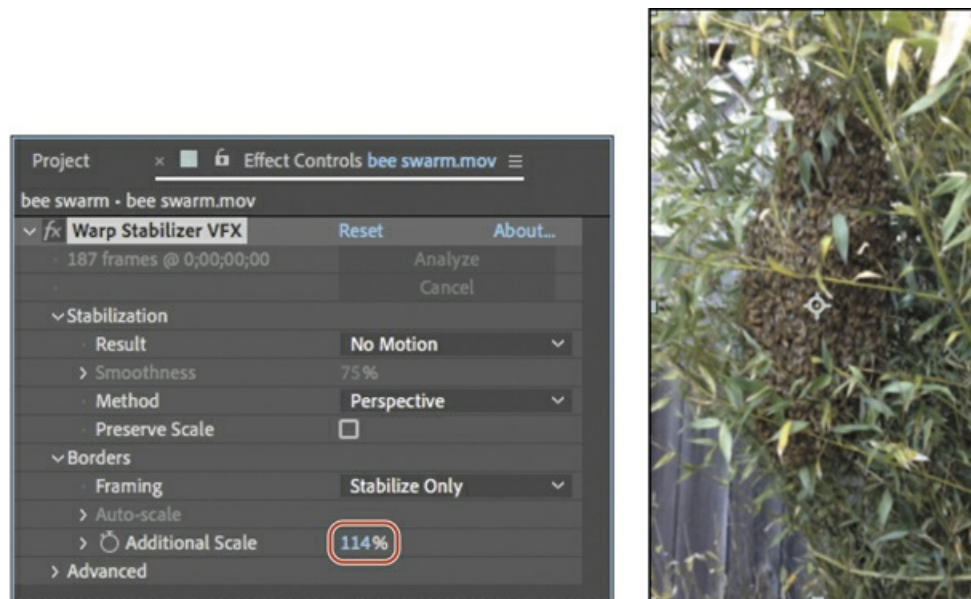 Project × Effect Controls bee swarm.mov
bee swarm • bee swarm.mov
fx Warp Stabilizer VFX Reset About...
187 frames @ 0;00;00;00 Analyze
Cancel
Stabilization
Result No Motion
Smoothness 75%
Method Perspective
Preserve Scale
Borders
Framing Stabilize Only
Auto-scale
Additional Scale 114%
Advanced